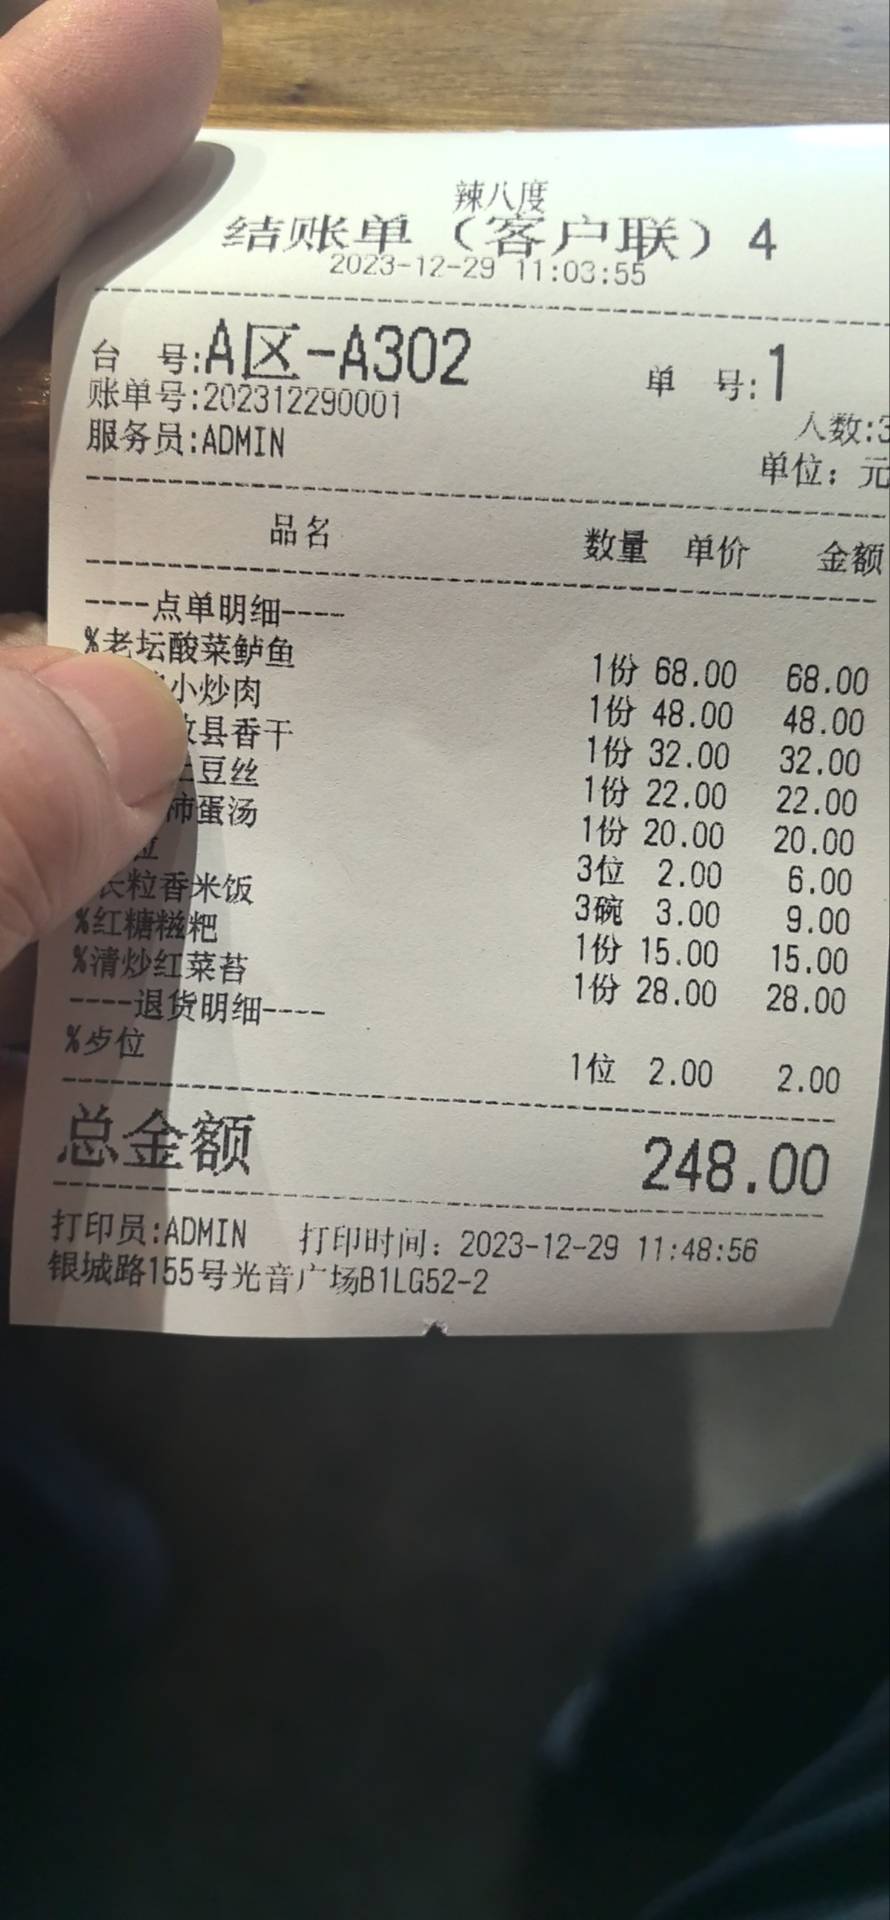 辣八度
结账单（客户联）4
2023-12-29 11:03:55
台 号:A区-A302 单 号:1
账单号:202312290001
人数:3
服务员:ADMIN
单位：元
品名 数量 单价 金额
----点单明细----
%老坛酸菜鲈鱼 1份 68.00 68.00
小炒肉 1份 48.00 48.00
县香干 1份 32.00 32.00
豆丝 1份 22.00 22.00
蛋汤 1份 20.00 20.00
位 3位 2.00 6.00
长粒香米饭 3碗 3.00 9.00
%红糖糍粑 1份 15.00 15.00
%清炒红菜苔 1份 28.00 28.00
----退货明细----
%歺位 1位 2.00 2.00
总金额 248.00
打印员:ADMIN 打印时间：2023-12-29 11:48:56
银城路155号光音广场B1LG52-2